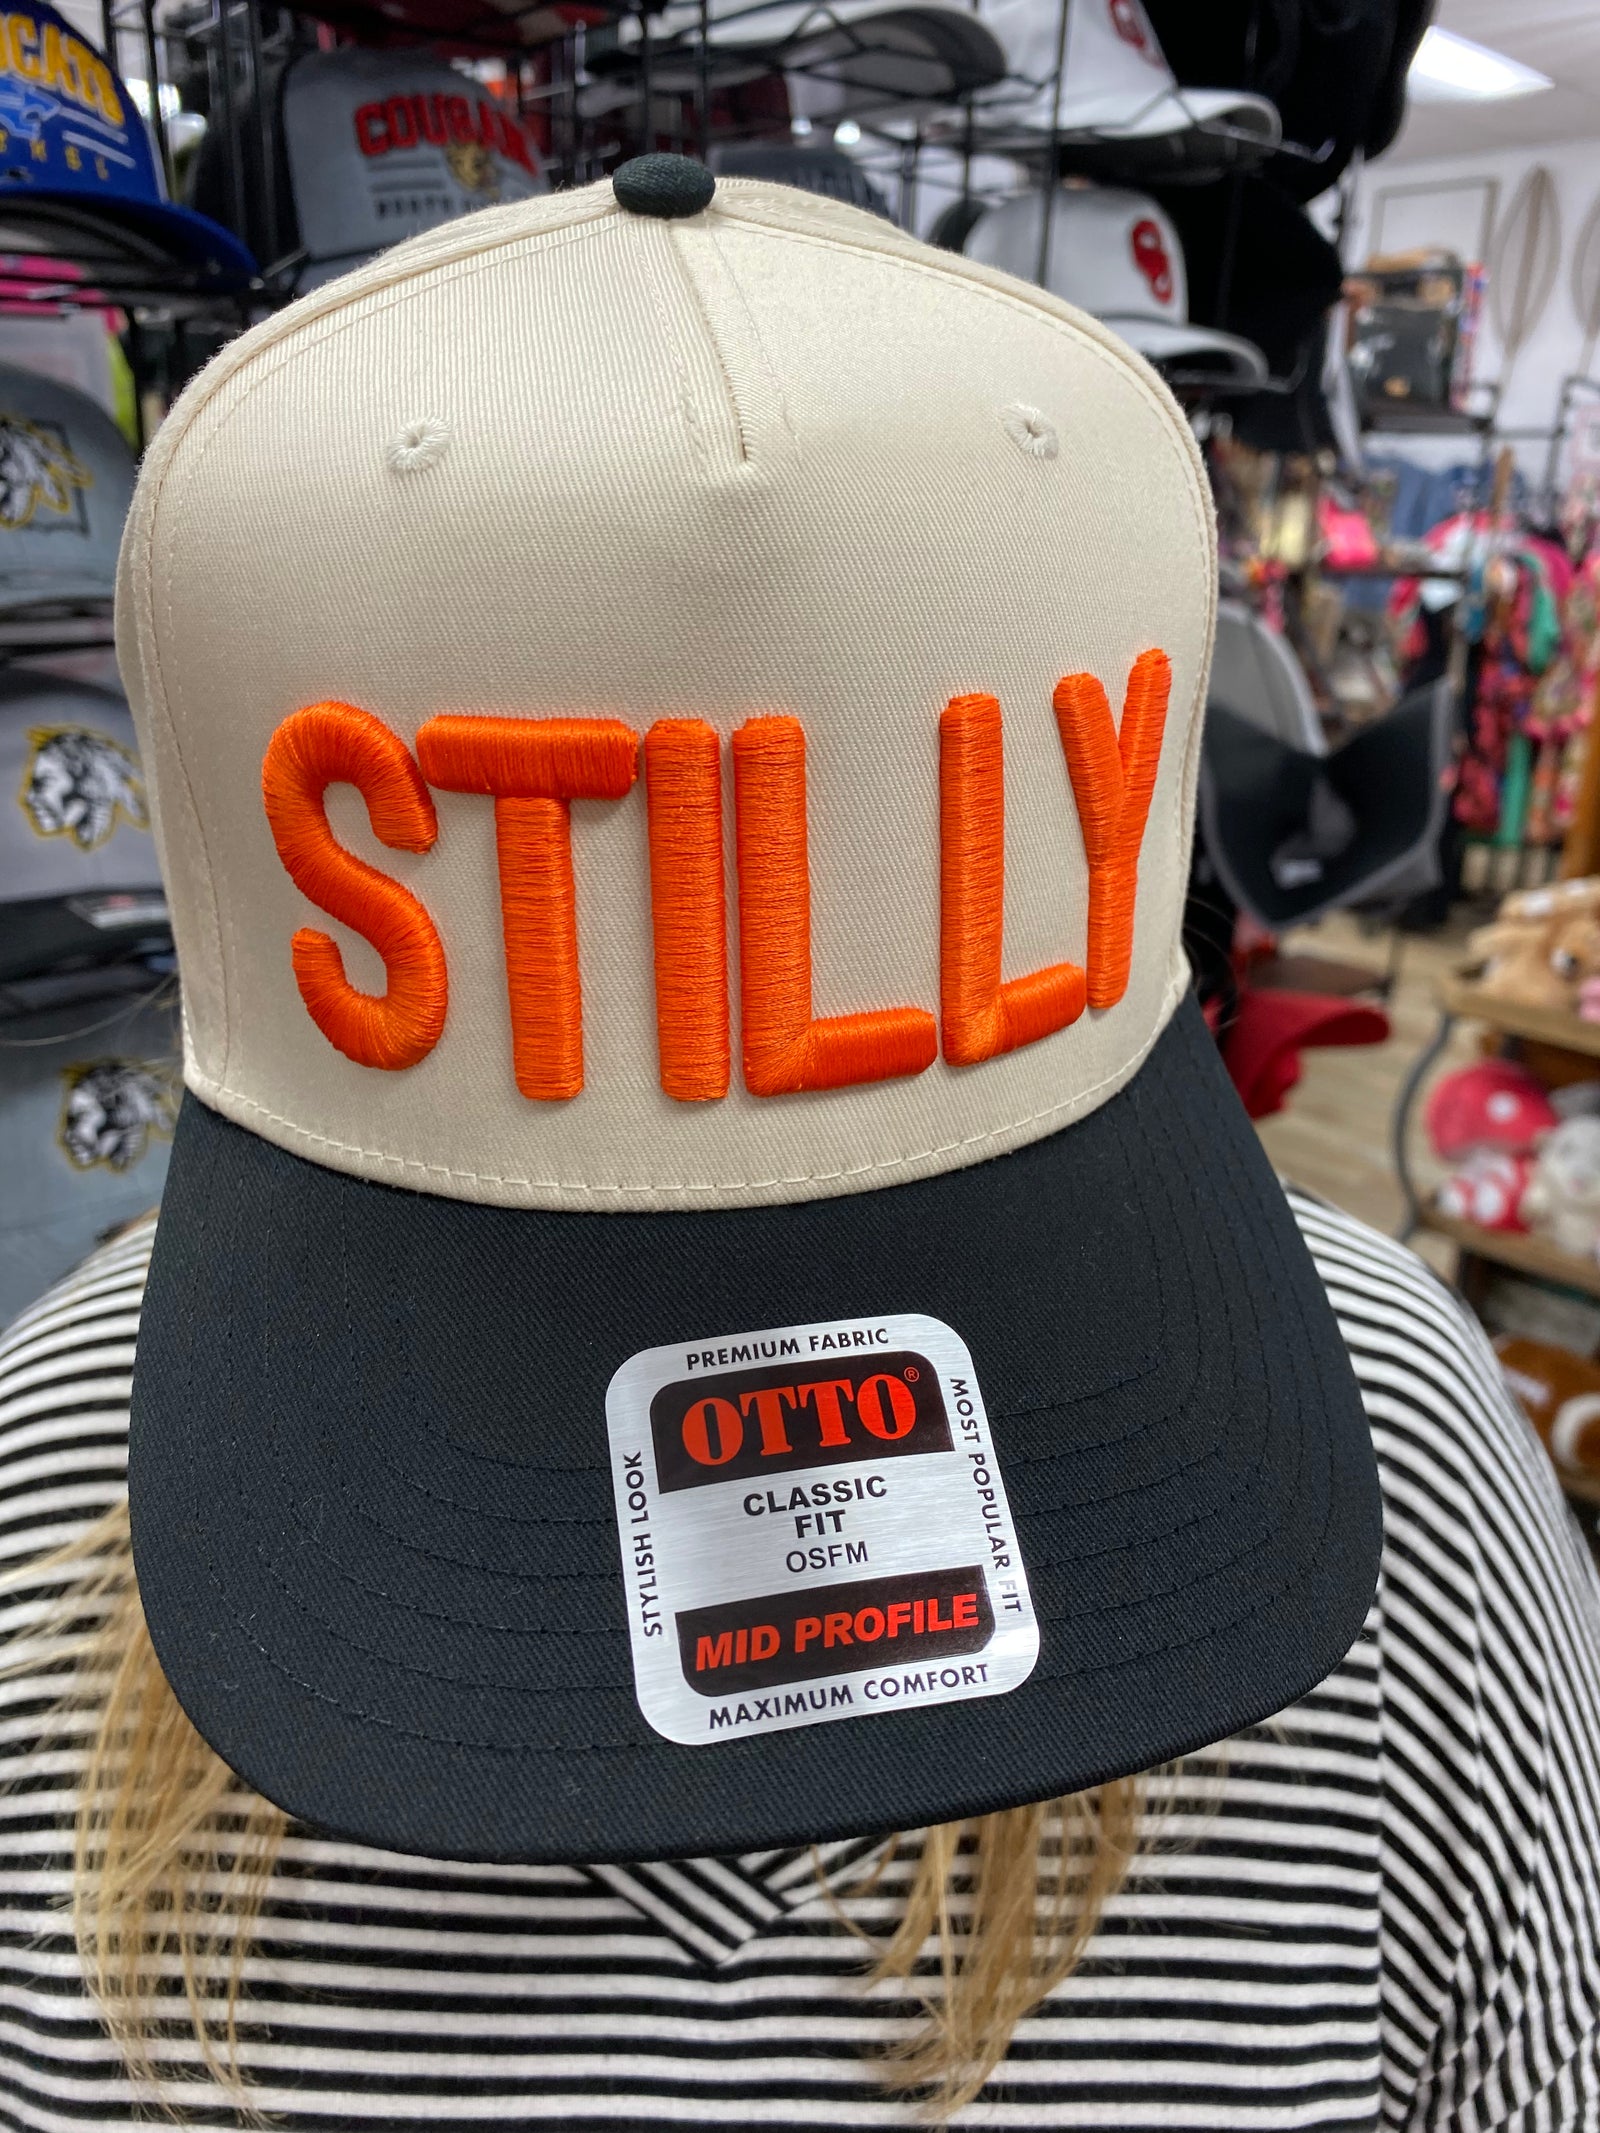 COUGARS
STILLY
PREMIUM FABRIC
OTTO®
CLASSIC
FIT
OSFM
MID PROFILE
MAXIMUM COMFORT
STYLISH LOOK
MOST POPULAR FIT